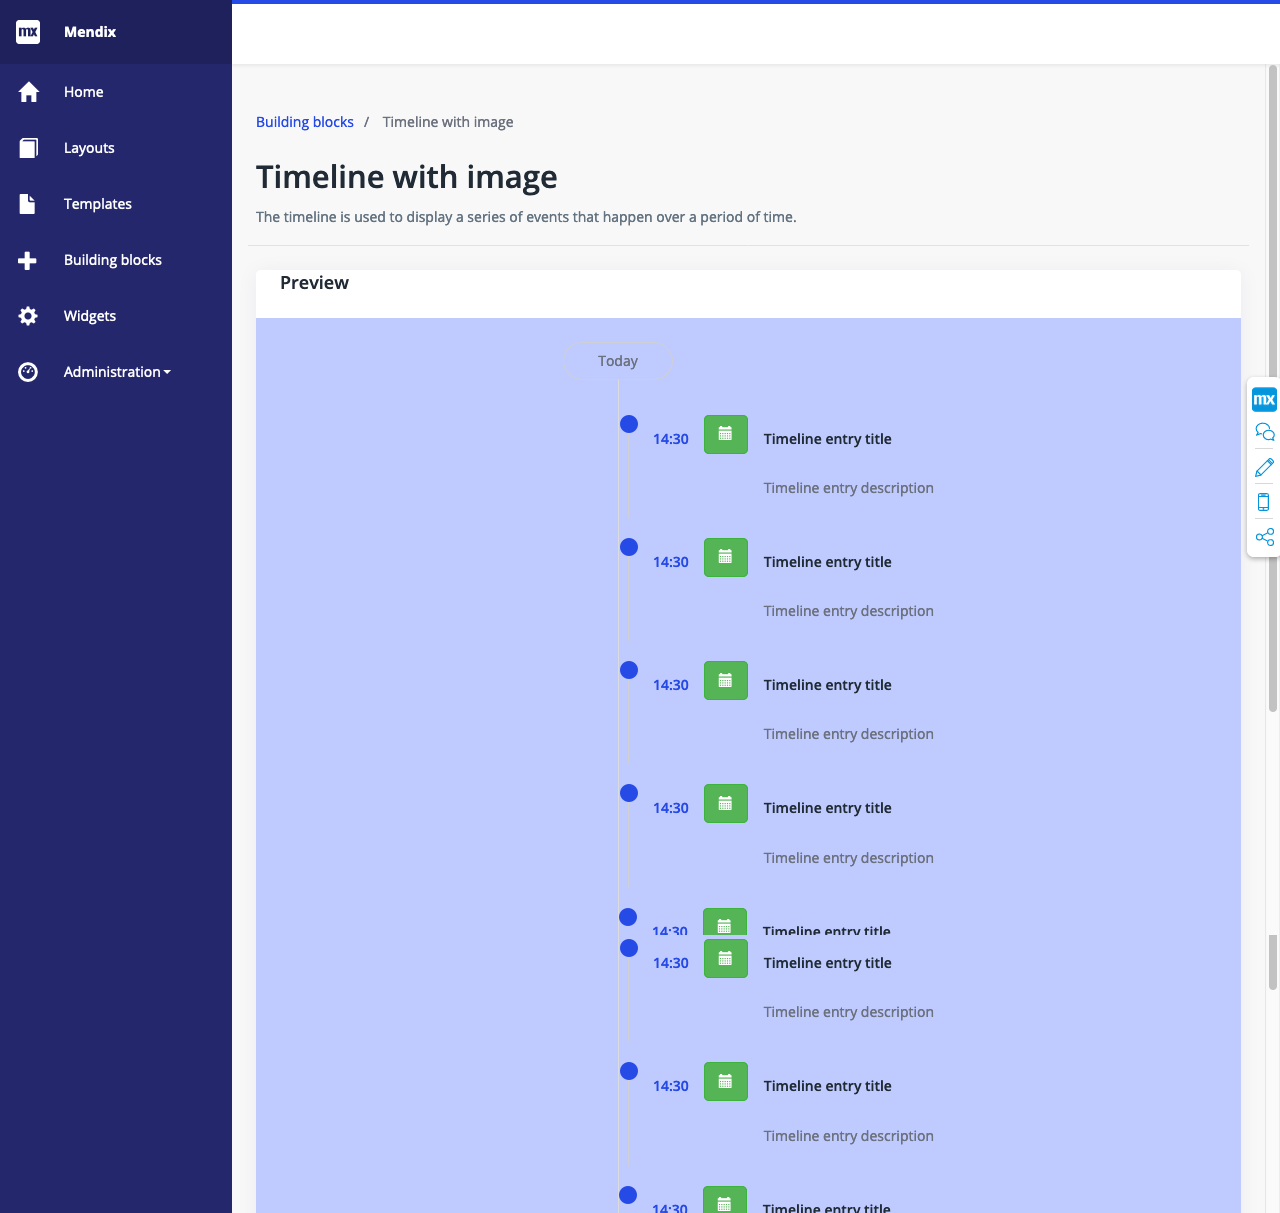 mx Mendix
Home
Layouts
Templates
Building blocks
Widgets
Administration
Building blocks / Timeline with image
Timeline with image
The timeline is used to display a series of events that happen over a period of time.
Preview
Today
14:30 Timeline entry title
Timeline entry description
14:30 Timeline entry title
Timeline entry description
14:30 Timeline entry title
Timeline entry description
14:30 Timeline entry title
Timeline entry description
14:30 Timeline entry title
14:30 Timeline entry title
Timeline entry description
14:30 Timeline entry title
Timeline entry description
14:30 Timeline entry title
mx